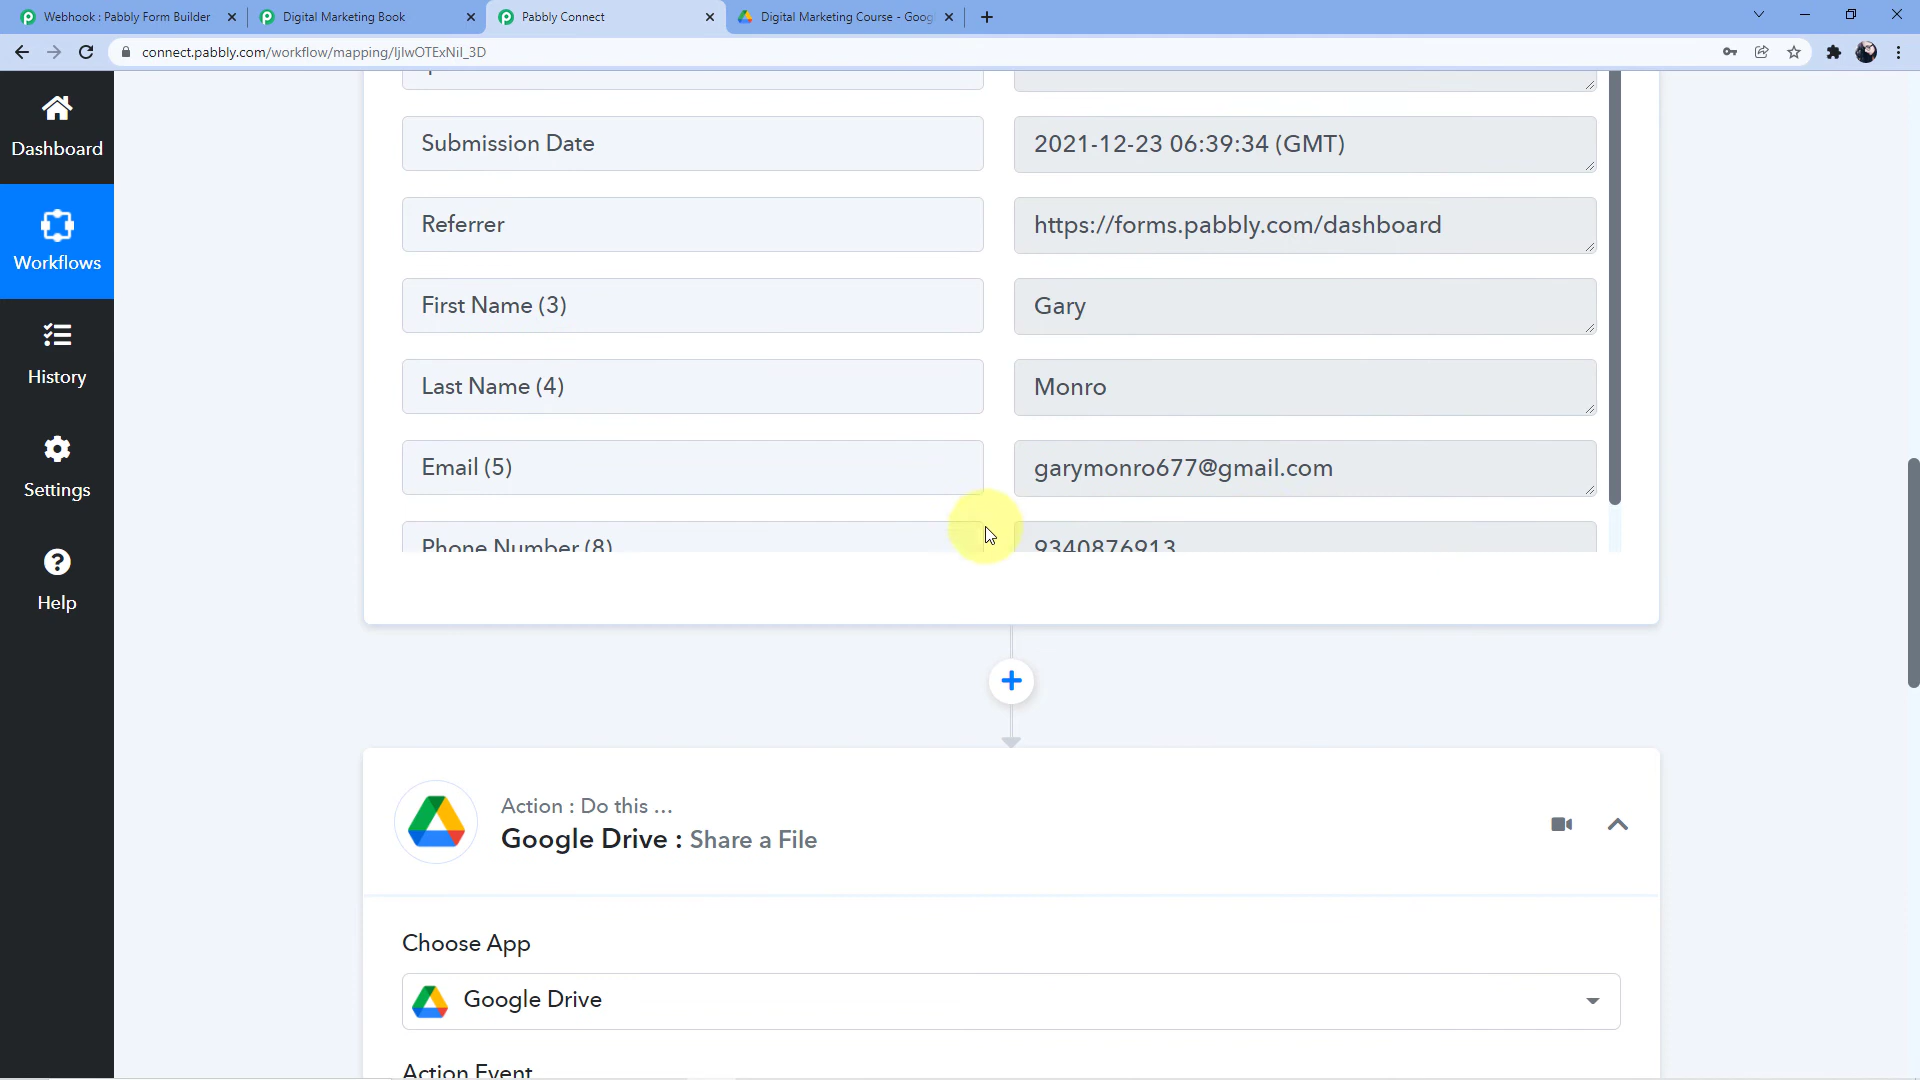 Webhook : Pabbly Form Builder
Digital Marketing Book
Pabbly Connect
Digital Marketing Course - Goog
connect.pabbly.com/workflow/mapping/IjIwOTExNiI_3D
Dashboard
Workflows
History
Settings
Help
Submission Date
2021-12-23 06:39:34 (GMT)
Referrer
https://forms.pabbly.com/dashboard
First Name (3)
Gary
Last Name (4)
Monro
Email (5)
garymonro677@gmail.com
Phone Number (8)
9340876913
Action : Do this ...
Google Drive : Share a File
Choose App
Google Drive
Action Event